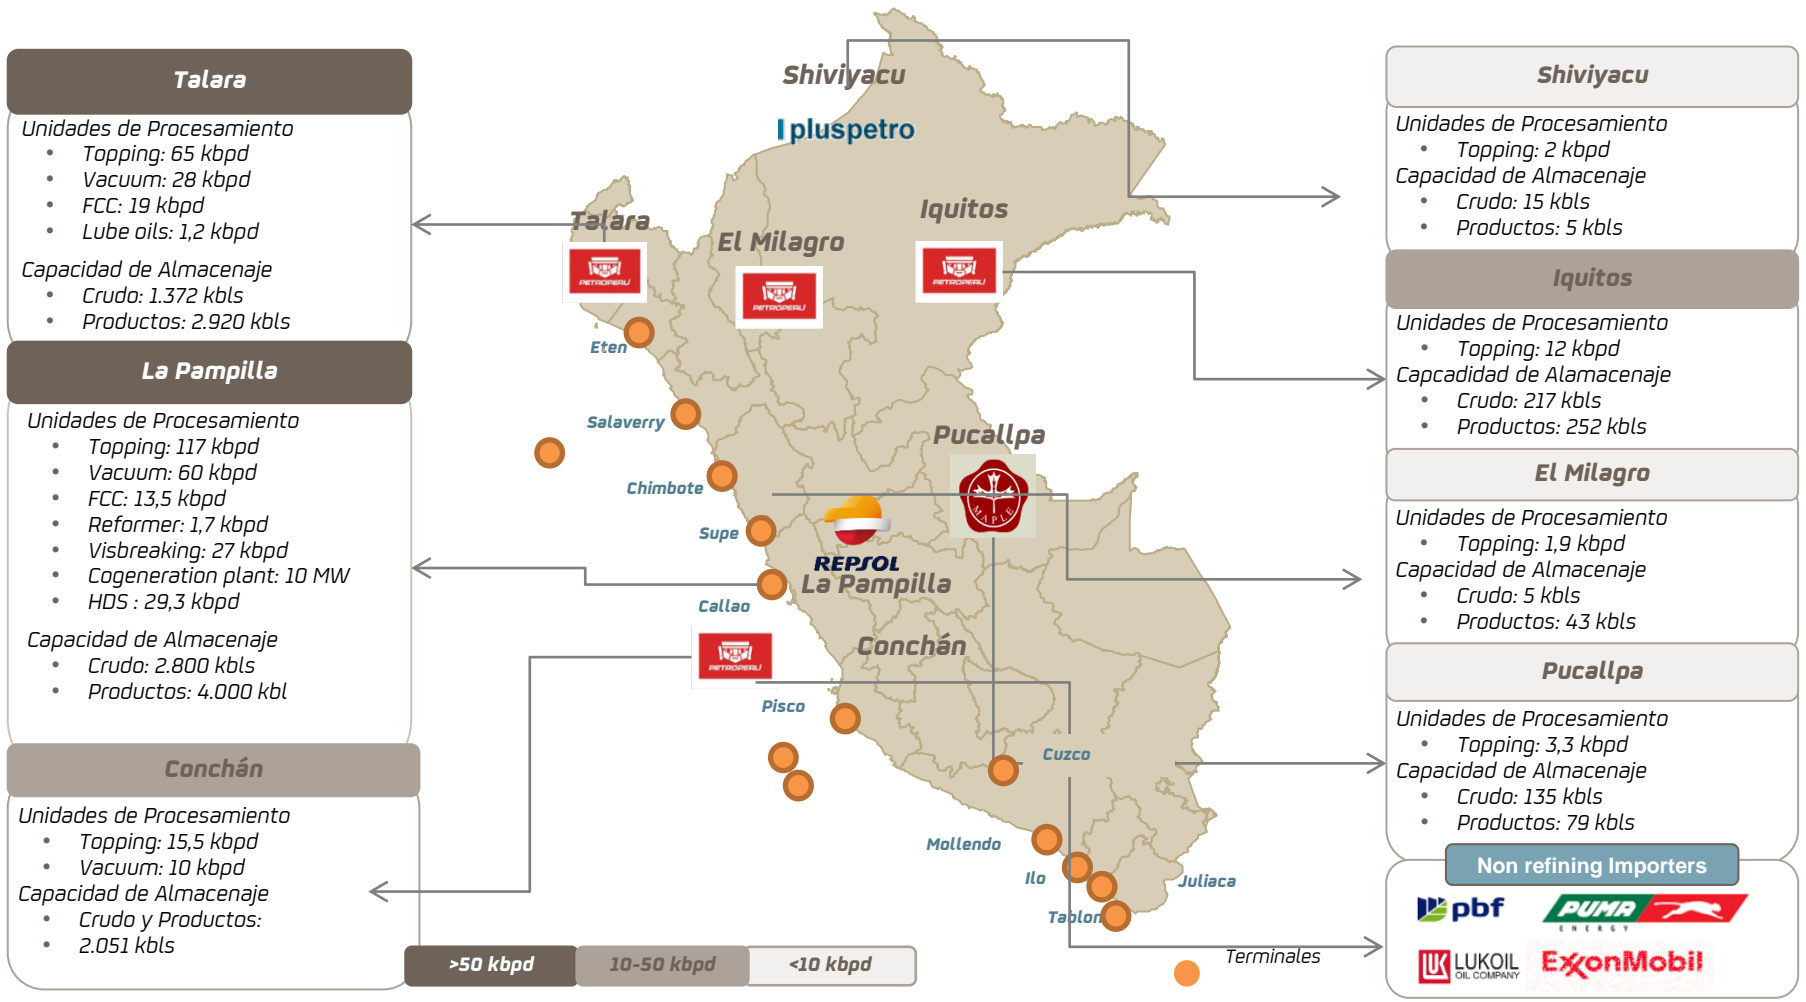 Talara
Unidades de Procesamiento
• Topping: 65 kbpd
• Vacuum: 28 kbpd
• FCC: 19 kbpd
• Lube oils: 1,2 kbpd
Capacidad de Almacenaje
• Crudo: 1.372 kbls
• Productos: 2.920 kbls
La Pampilla
Unidades de Procesamiento
• Topping: 117 kbpd
• Vacuum: 60 kbpd
• FCC: 13,5 kbpd
• Reformer: 1,7 kbpd
• Visbreaking: 27 kbpd
• Cogeneration plant: 10 MW
• HDS : 29,3 kbpd
Capacidad de Almacenaje
• Crudo: 2.800 kbls
• Productos: 4.000 kbl
Conchán
Unidades de Procesamiento
• Topping: 15,5 kbpd
• Vacuum: 10 kbpd
Capacidad de Almacenaje
• Crudo y Productos:
• 2.051 kbls
Shiviyacu
pluspetro
Talara
PETROPERÚ
El Milagro
PETROPERÚ
Iquitos
PETROPERÚ
Eten
Salaverry
Chimbote
Supe
Callao
Pucallpa
MAPLE
REPSOL
La Pampilla
PETROPERÚ
Conchán
Pisco
Cuzco
Mollendo
Ilo
Juliaca
Tablon
Terminales
>50 kbpd
10-50 kbpd
<10 kbpd
Shiviyacu
Unidades de Procesamiento
• Topping: 2 kbpd
Capacidad de Almacenaje
• Crudo: 15 kbls
• Productos: 5 kbls
Iquitos
Unidades de Procesamiento
• Topping: 12 kbpd
Capcadidad de Alamacenaje
• Crudo: 217 kbls
• Productos: 252 kbls
El Milagro
Unidades de Procesamiento
• Topping: 1,9 kbpd
Capacidad de Almacenaje
• Crudo: 5 kbls
• Productos: 43 kbls
Pucallpa
Unidades de Procesamiento
• Topping: 3,3 kbpd
Capacidad de Almacenaje
• Crudo: 135 kbls
• Productos: 79 kbls
Non refining Importers
pbf
PUMA
ENERGY
LUKOIL
OIL COMPANY
ExxonMobil